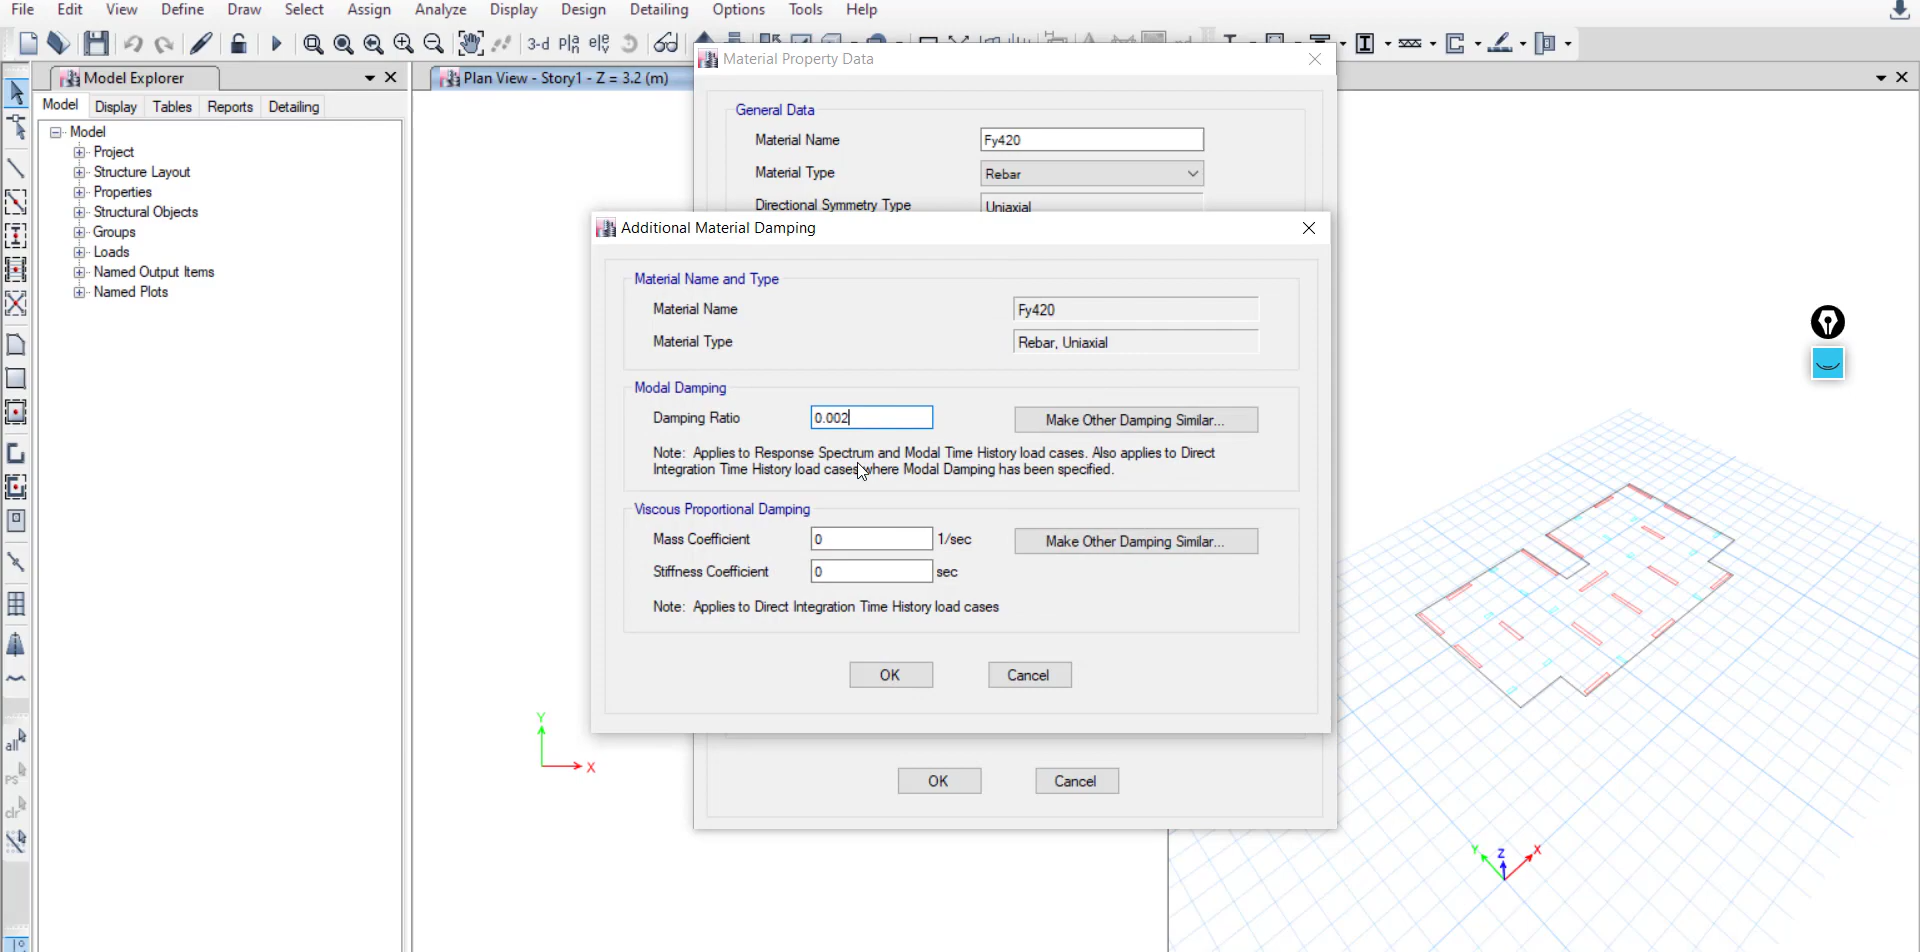 File Edit View Define Draw Select Assign Analyze Display Design Detailing Options Tools Help
3-d
Model Explorer
Plan View - Story1 - Z = 3.2 (m)
Material Property Data
Model Display Tables Reports Detailing
Model
Project
Structure Layout
Properties
Structural Objects
Groups
Loads
Named Output Items
Named Plots
General Data
Material Name Fy420
Material Type Rebar
Directional Symmetry Type Uniaxial
Additional Material Damping
Material Name and Type
Material Name Fy420
Material Type Rebar, Uniaxial
Modal Damping
Damping Ratio 0.002 Make Other Damping Similar...
Note: Applies to Response Spectrum and Modal Time History load cases. Also applies to Direct
Integration Time History load cases where Modal Damping has been specified.
Viscous Proportional Damping
Mass Coefficient 0 1/sec Make Other Damping Similar...
Stiffness Coefficient 0 sec
Note: Applies to Direct Integration Time History load cases
OK Cancel
OK Cancel
all
ps
clr
Y
X
Y Z X